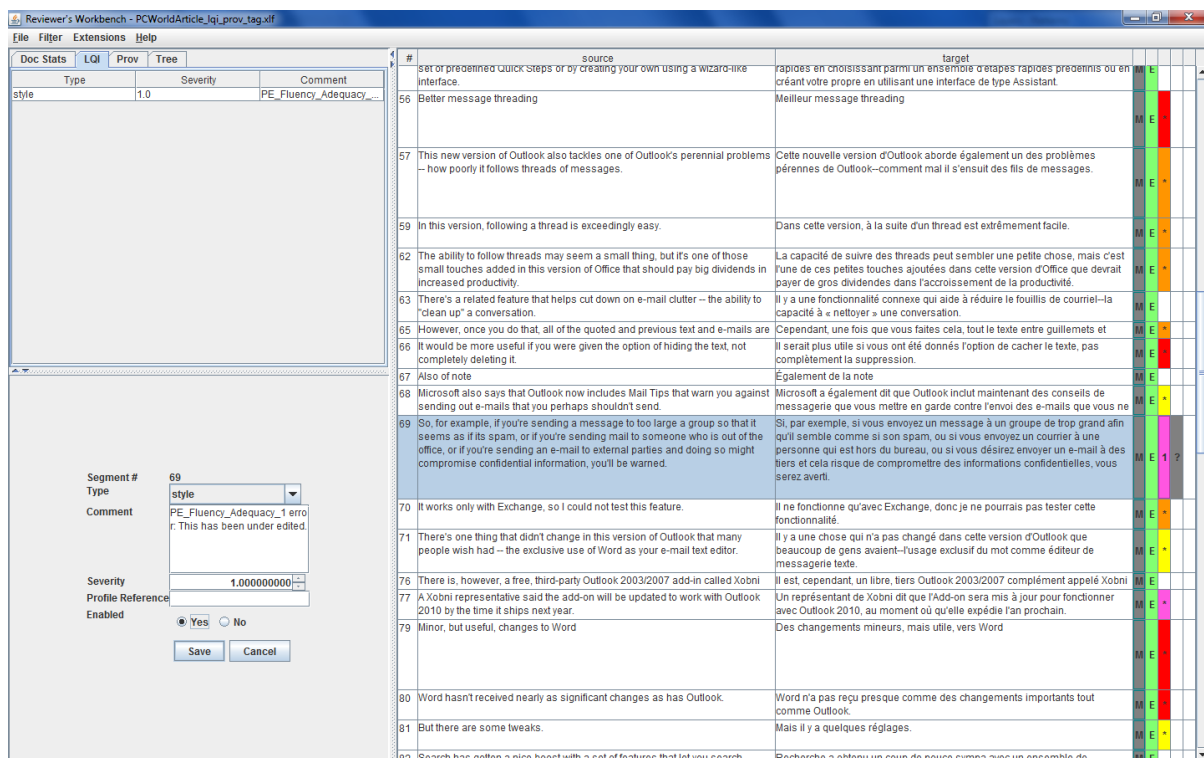 Reviewer's Workbench - PCWorldArticle_lqi_prov_tag.xlf
File Filter Extensions Help
Doc Stats LQI Prov Tree
Type Severity Comment
style 1.0 PE_Fluency_Adequacy_...
Segment # 69
Type style
Comment PE_Fluency_Adequacy_1 erro
r. This has been under edited.
Severity 1.000000000
Profile Reference
Enabled
Yes No
Save Cancel
# source target
set of predefined Quick Steps or by creating your own using a wizard-like
interface.
rapides en choisissant parmi un ensemble d'étapes rapides prédéfinis ou en
créant votre propre en utilisant une interface de type Assistant.
M E
56 Better message threading
Meilleur message threading
M E *
57 This new version of Outlook also tackles one of Outlook's perennial problems
-- how poorly it follows threads of messages.
Cette nouvelle version d'Outlook aborde également un des problèmes
pérennes de Outlook--comment mal il s'ensuit des fils de messages.
M E *
59 In this version, following a thread is exceedingly easy.
Dans cette version, à la suite d'un thread est extrêmement facile.
M E *
62 The ability to follow threads may seem a small thing, but it's one of those
small touches added in this version of Office that should pay big dividends in
increased productivity.
La capacité de suivre des threads peut sembler une petite chose, mais c'est
l'une de ces petites touches ajoutées dans cette version d'Office que devrait
payer de gros dividendes dans l'accroissement de la productivité.
M E *
63 There's a related feature that helps cut down on e-mail clutter -- the ability to
"clean up" a conversation.
Il y a une fonctionnalité connexe qui aide à réduire le fouillis de courriel--la
capacité à « nettoyer » une conversation.
M E
65 However, once you do that, all of the quoted and previous text and e-mails are
Cependant, une fois que vous faites cela, tout le texte entre guillemets et
M E *
66 It would be more useful if you were given the option of hiding the text, not
completely deleting it.
Il serait plus utile si vous ont été donnés l'option de cacher le texte, pas
complètement la suppression.
M E *
67 Also of note
Également de la note
M E
68 Microsoft also says that Outlook now includes Mail Tips that warn you against
sending out e-mails that you perhaps shouldn't send.
Microsoft a également dit que Outlook inclut maintenant des conseils de
messagerie que vous mettre en garde contre l'envoi des e-mails que vous ne
M E *
69 So, for example, if you're sending a message to too large a group so that it
seems as if its spam, or if you're sending mail to someone who is out of the
office, or if you're sending an e-mail to external parties and doing so might
compromise confidential information, you'll be warned.
Si, par exemple, si vous envoyez un message à un groupe de trop grand afin
qu'il semble comme si son spam, ou si vous envoyez un courrier à une
personne qui est hors du bureau, ou si vous désirez envoyer un e-mail à des
tiers et cela risque de compromettre des informations confidentielles, vous
serez averti.
M E 1 ?
70 It works only with Exchange, so I could not test this feature.
Il ne fonctionne qu'avec Exchange, donc je ne pourrais pas tester cette
fonctionnalité.
M E *
71 There's one thing that didn't change in this version of Outlook that many
people wish had -- the exclusive use of Word as your e-mail text editor.
Il y a une chose qui n'a pas changé dans cette version d'Outlook que
beaucoup de gens avaient--l'usage exclusif du mot comme éditeur de
messagerie texte.
M E *
76 There is, however, a free, third-party Outlook 2003/2007 add-in called Xobni
Il est, cependant, un libre, tiers Outlook 2003/2007 complément appelé Xobni
M E
77 A Xobni representative said the add-on will be updated to work with Outlook
2010 by the time it ships next year.
Un représentant de Xobni dit que l'Add-on sera mis à jour pour fonctionner
avec Outlook 2010, au moment où qu'elle expédie l'an prochain.
M E *
79 Minor, but useful, changes to Word
Des changements mineurs, mais utile, vers Word
M E *
80 Word hasn't received nearly as significant changes as has Outlook.
Word n'a pas reçu presque comme des changements importants tout
comme Outlook.
M E *
81 But there are some tweaks.
Mais il y a quelques réglages.
M E *
82 Search has gotten a nice boost with a set of features that let you search
Recherche a obtenu un coup de pouce sympa avec un ensemble de
M E